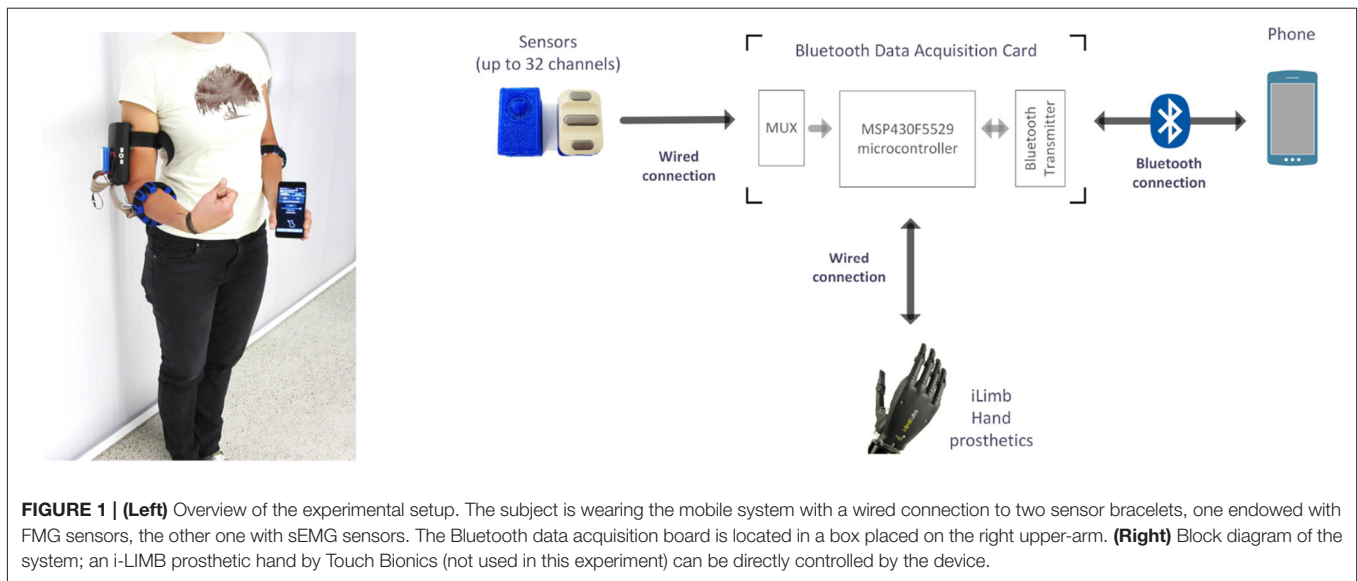 Sensors
(up to 32 channels)
Wired
connection
Bluetooth Data Acquisition Card
MUX
MSP430F5529
microcontroller
Bluetooth
Transmitter
Bluetooth
connection
Phone
Wired
connection
iLimb
Hand
prosthetics
FIGURE 1 | (Left) Overview of the experimental setup. The subject is wearing the mobile system with a wired connection to two sensor bracelets, one endowed with
FMG sensors, the other one with sEMG sensors. The Bluetooth data acquisition board is located in a box placed on the right upper-arm. (Right) Block diagram of the
system; an i-LIMB prosthetic hand by Touch Bionics (not used in this experiment) can be directly controlled by the device.